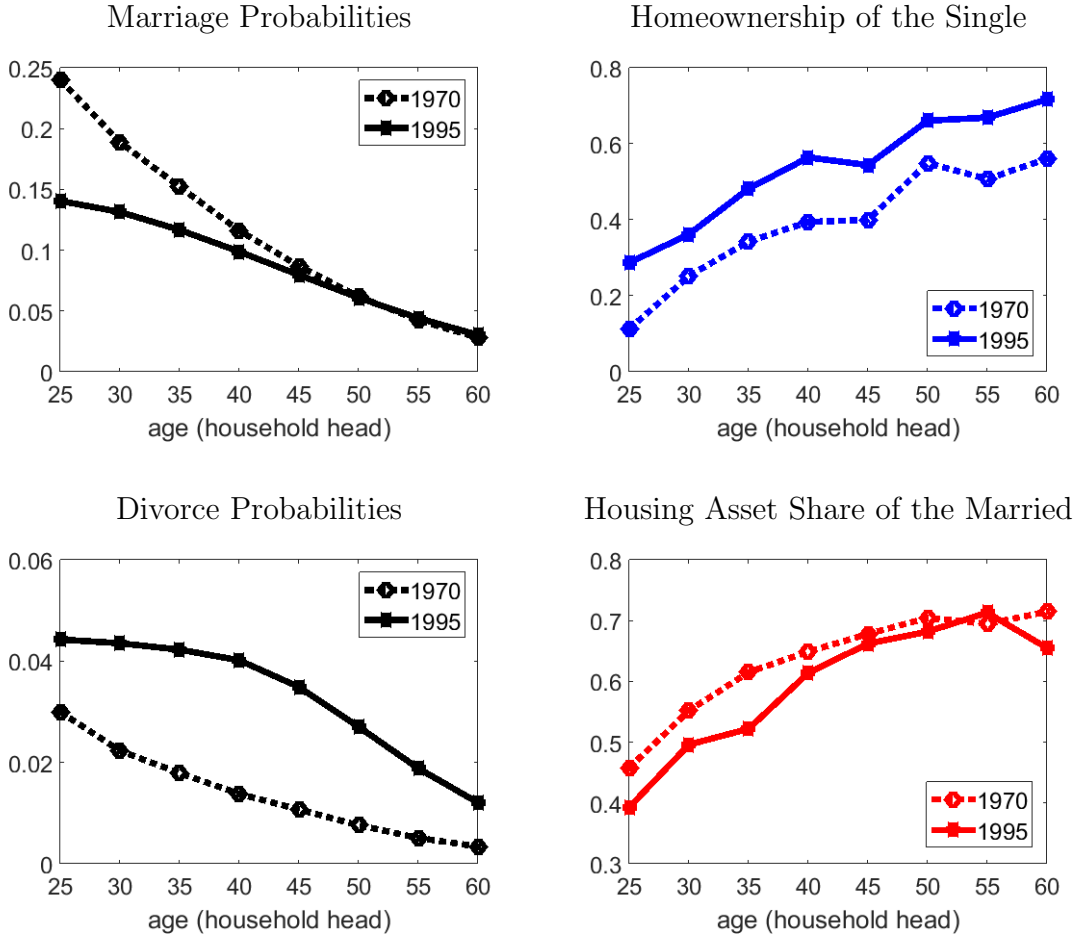 Marriage Probabilities
0.25
0.2
0.15
0.1
0.05
0
1970
1995
25 30 35 40 45 50 55 60
age (household head)
Homeownership of the Single
0.8
0.6
0.4
0.2
0
1970
1995
25 30 35 40 45 50 55 60
age (household head)
Divorce Probabilities
0.06
0.04
0.02
0
1970
1995
25 30 35 40 45 50 55 60
age (household head)
Housing Asset Share of the Married
0.8
0.7
0.6
0.5
0.4
0.3
1970
1995
25 30 35 40 45 50 55 60
age (household head)